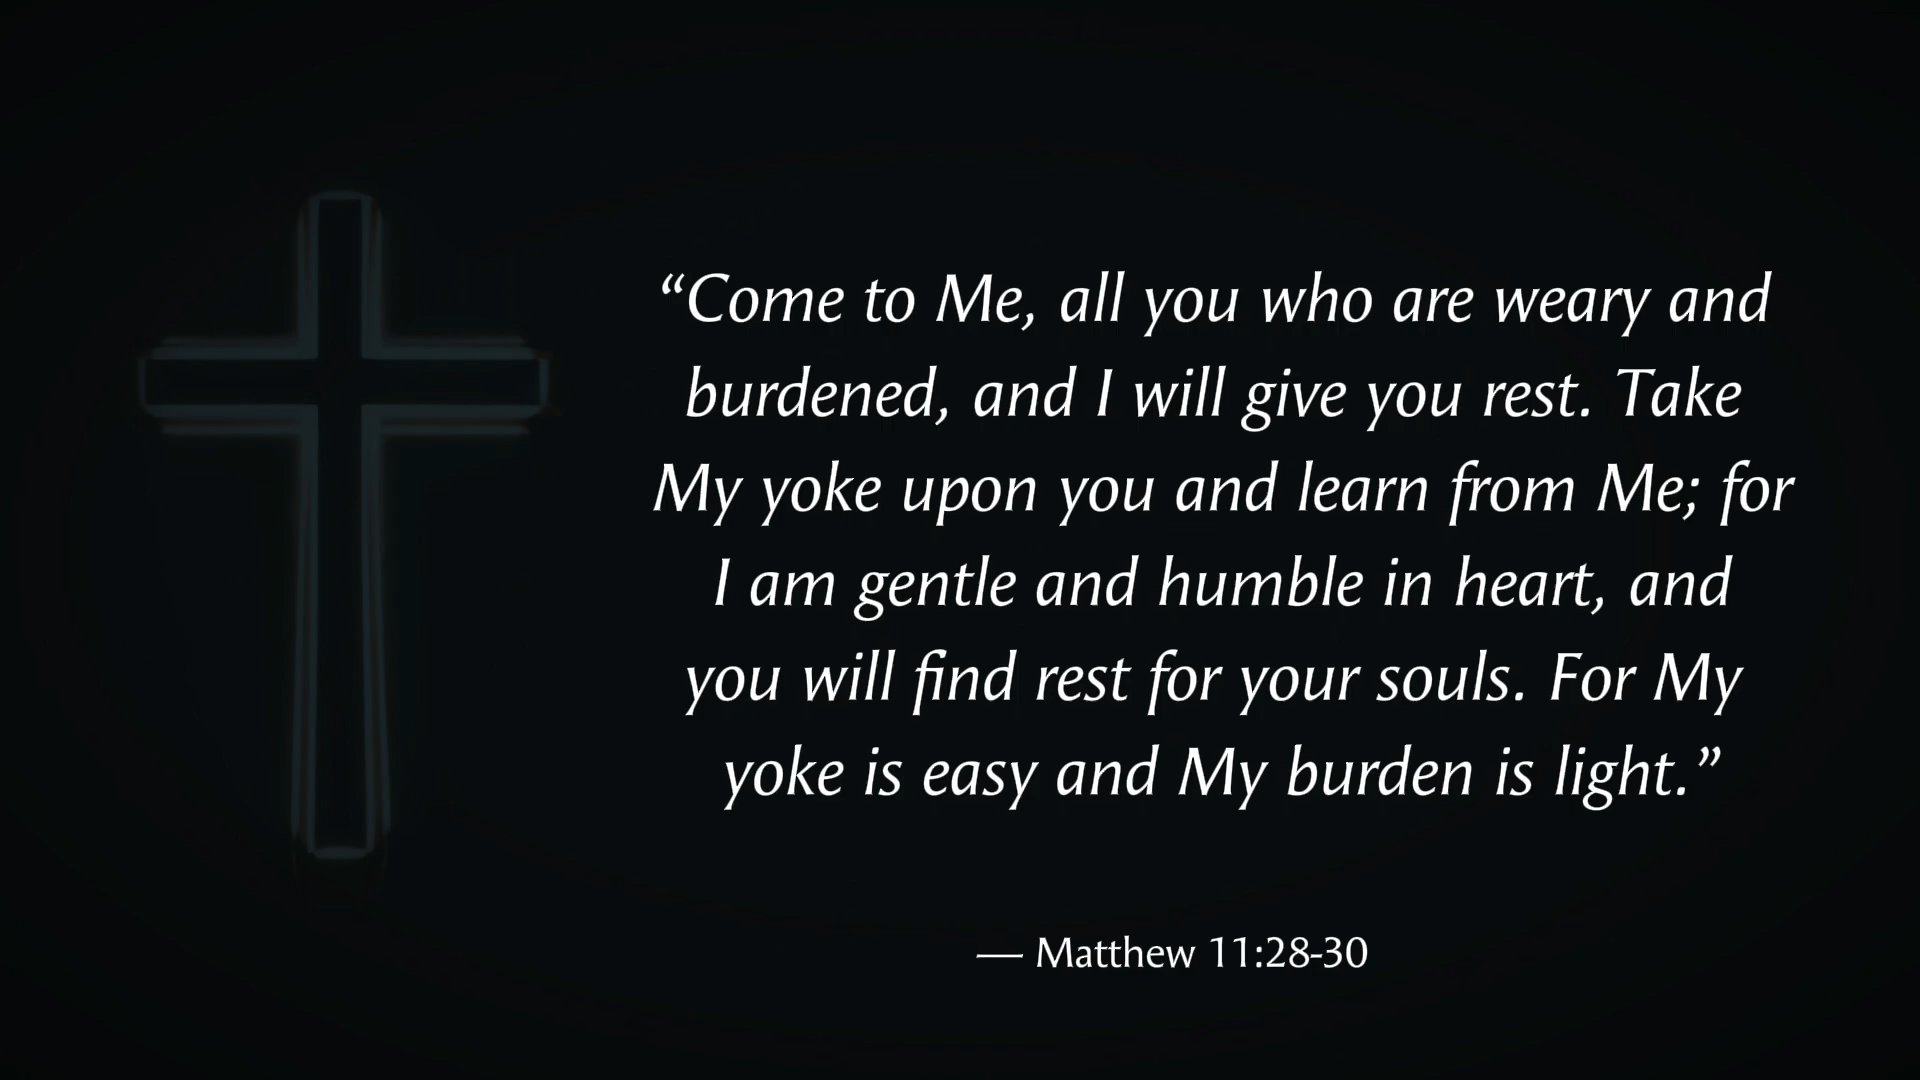 “Come to Me, all you who are weary and
burdened, and I will give you rest. Take
My yoke upon you and learn from Me; for
I am gentle and humble in heart, and
you will find rest for your souls. For My
yoke is easy and My burden is light.”
— Matthew 11:28-30